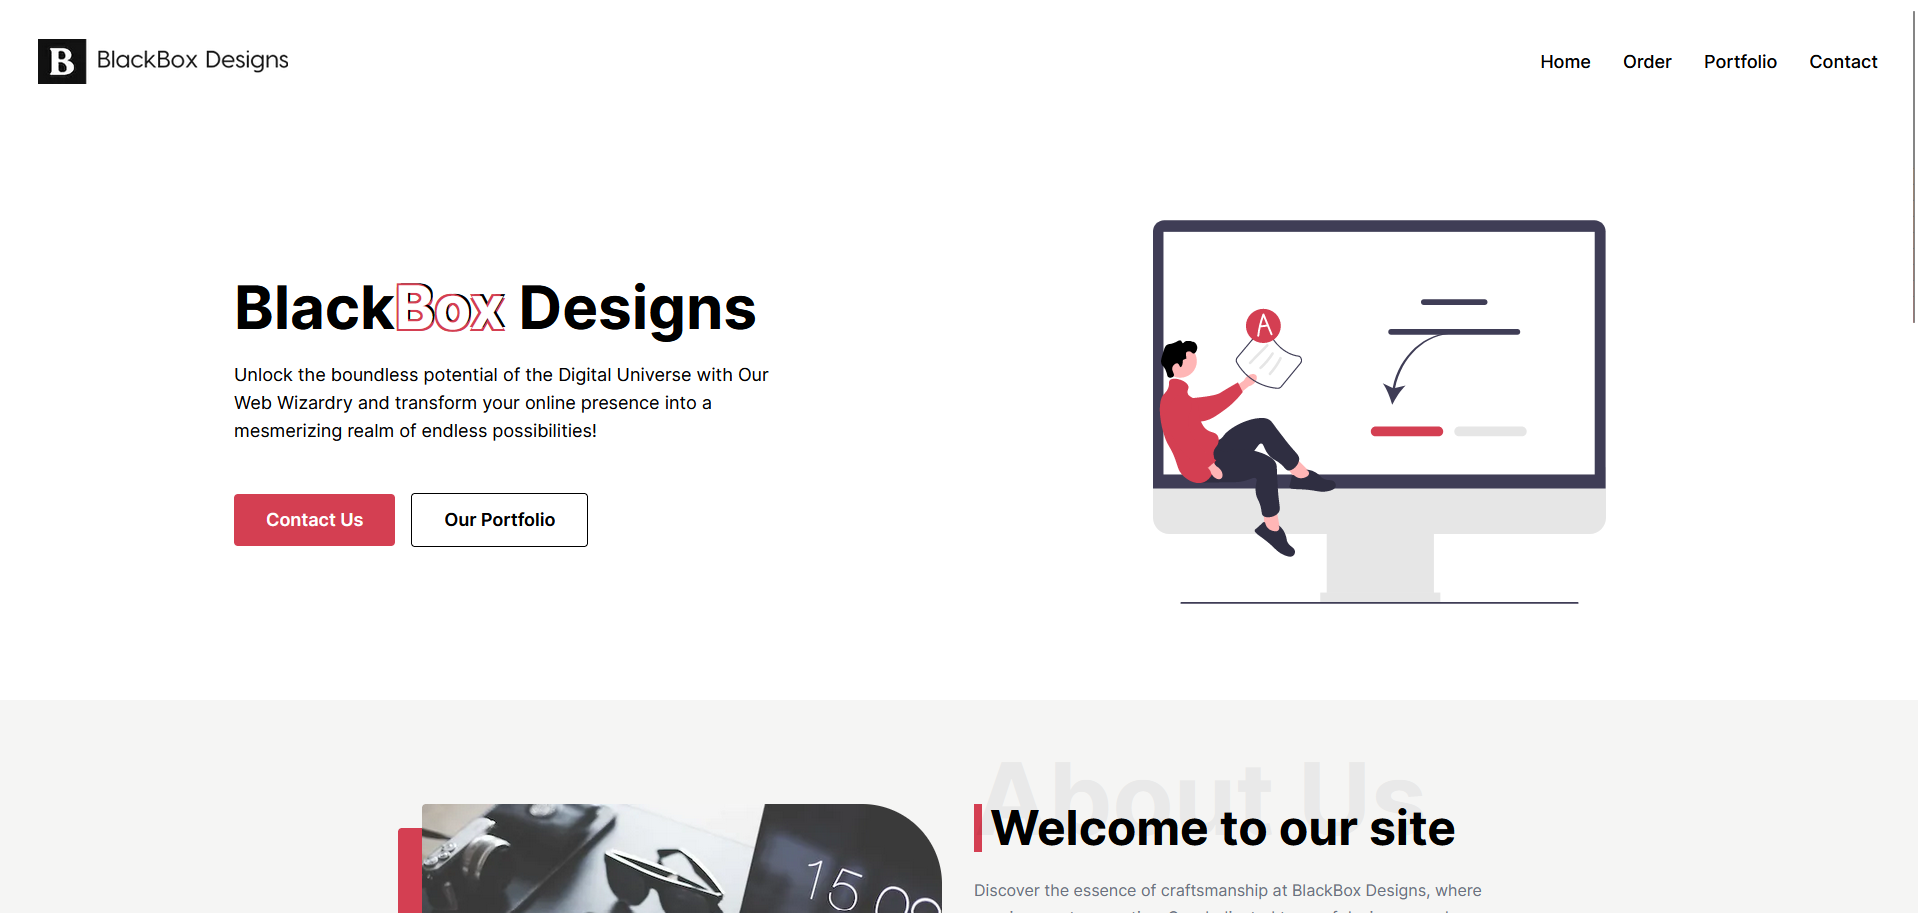 B BlackBox Designs
Home Order Portfolio Contact
BlackBox Designs
Unlock the boundless potential of the Digital Universe with Our
Web Wizardry and transform your online presence into a
mesmerizing realm of endless possibilities!
Contact Us Our Portfolio
A
About Us
Welcome to our site
Discover the essence of craftsmanship at BlackBox Designs, where
15